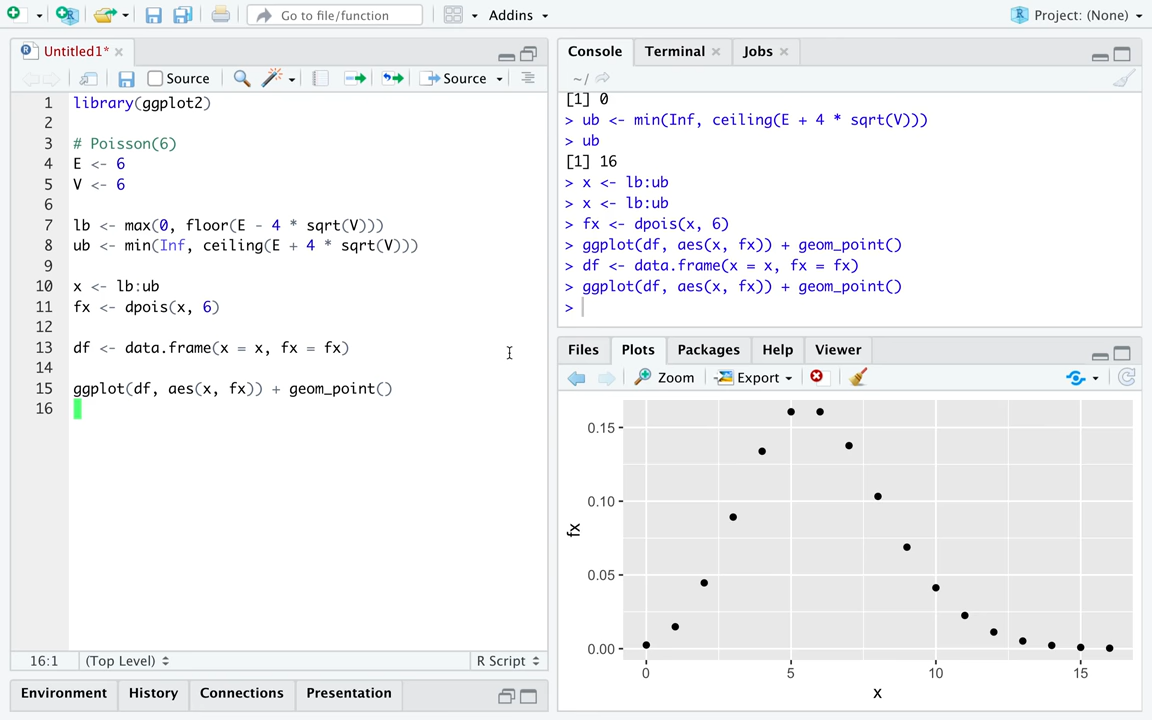 Go to file/function
Addins
Project: (None)
Untitled1*
Source
Source
1 library(ggplot2)
2
3 # Poisson(6)
4 E <- 6
5 V <- 6
6
7 lb <- max(0, floor(E - 4 * sqrt(V)))
8 ub <- min(Inf, ceiling(E + 4 * sqrt(V)))
9
10 x <- lb:ub
11 fx <- dpois(x, 6)
12
13 df <- data.frame(x = x, fx = fx)
14
15 ggplot(df, aes(x, fx)) + geom_point()
16
16:1 (Top Level) R Script
Environment History Connections Presentation
Console Terminal Jobs
~/
[1] 0
> ub <- min(Inf, ceiling(E + 4 * sqrt(V)))
> ub
[1] 16
> x <- lb:ub
> x <- lb:ub
> fx <- dpois(x, 6)
> ggplot(df, aes(x, fx)) + geom_point()
> df <- data.frame(x = x, fx = fx)
> ggplot(df, aes(x, fx)) + geom_point()
>
Files Plots Packages Help Viewer
Zoom Export
0.15
0.10
fx
0.05
0.00
0 5 10 15
x